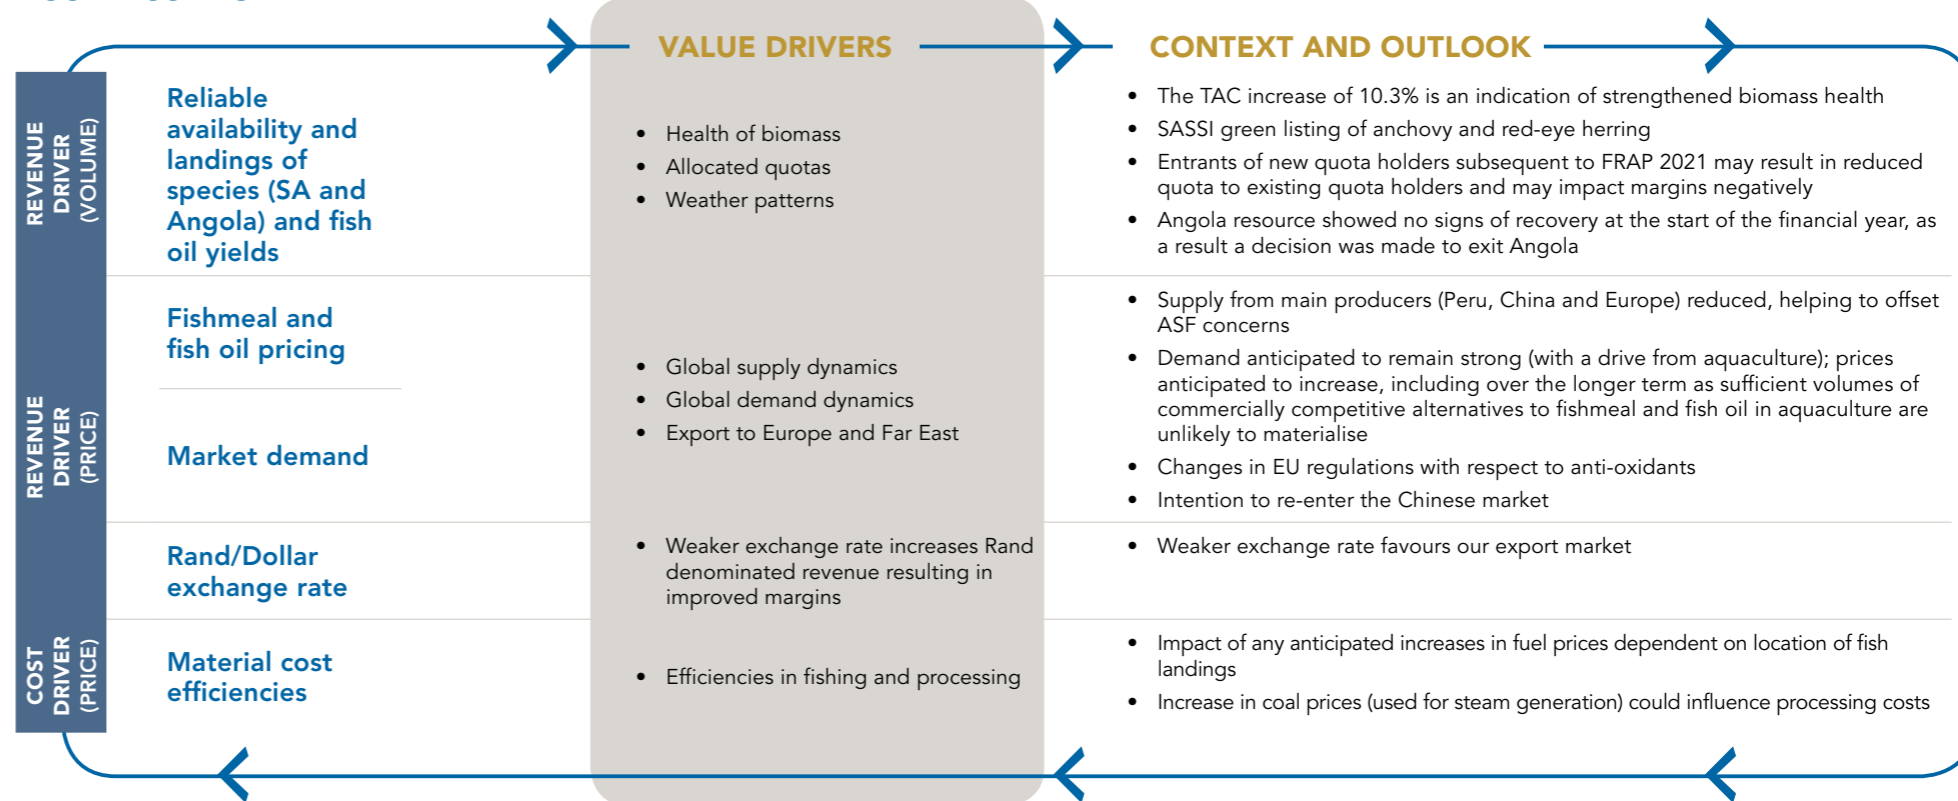 VALUE DRIVERS
CONTEXT AND OUTLOOK
REVENUE
DRIVER
(VOLUME)
Reliable
availability and
landings of
species (SA and
Angola) and fish
oil yields
• Health of biomass
• Allocated quotas
• Weather patterns
• The TAC increase of 10.3% is an indication of strengthened biomass health
• SASSI green listing of anchovy and red-eye herring
• Entrants of new quota holders subsequent to FRAP 2021 may result in reduced
quota to existing quota holders and may impact margins negatively
• Angola resource showed no signs of recovery at the start of the financial year, as
a result a decision was made to exit Angola
REVENUE
DRIVER
(PRICE)
Fishmeal and
fish oil pricing
Market demand
• Global supply dynamics
• Global demand dynamics
• Export to Europe and Far East
• Supply from main producers (Peru, China and Europe) reduced, helping to offset
ASF concerns
• Demand anticipated to remain strong (with a drive from aquaculture); prices
anticipated to increase, including over the longer term as sufficient volumes of
commercially competitive alternatives to fishmeal and fish oil in aquaculture are
unlikely to materialise
• Changes in EU regulations with respect to anti-oxidants
• Intention to re-enter the Chinese market
Rand/Dollar
exchange rate
• Weaker exchange rate increases Rand
denominated revenue resulting in
improved margins
• Weaker exchange rate favours our export market
COST
DRIVER
(PRICE)
Material cost
efficiencies
• Efficiencies in fishing and processing
• Impact of any anticipated increases in fuel prices dependent on location of fish
landings
• Increase in coal prices (used for steam generation) could influence processing costs